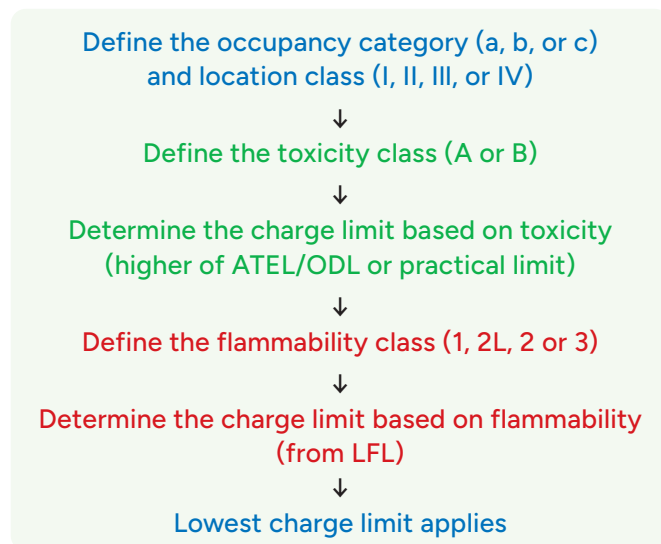 Define the occupancy category (a, b, or c)
and location class (I, II, III, or IV)
↓
Define the toxicity class (A or B)
↓
Determine the charge limit based on toxicity
(higher of ATEL/ODL or practical limit)
↓
Define the flammability class (1, 2L, 2 or 3)
↓
Determine the charge limit based on flammability
(from LFL)
↓
Lowest charge limit applies